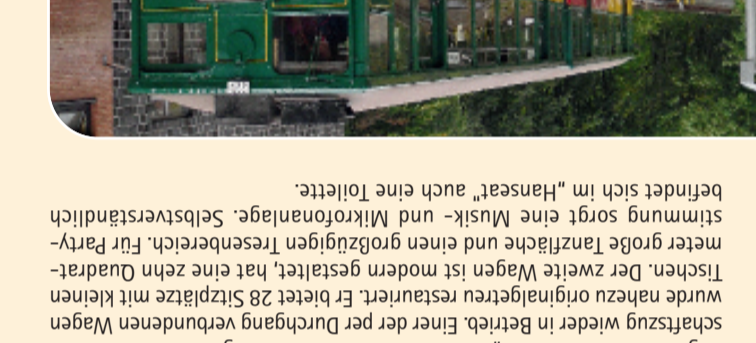 schaftszug wieder in Betrieb. Einer der per Durchgang verbundenen Wagen
wurde nahezu originalgetreu restauriert. Er bietet 28 Sitzplätze mit kleinen
Tischen. Der zweite Wagen ist modern gestaltet, hat eine zehn Quadrat-
meter große Tanzfläche und einen großzügigen Tresenbereich. Für Party-
stimmung sorgt eine Musik- und Mikrofonanlage. Selbstverständlich
befindet sich im „Hanseat“ auch eine Toilette.